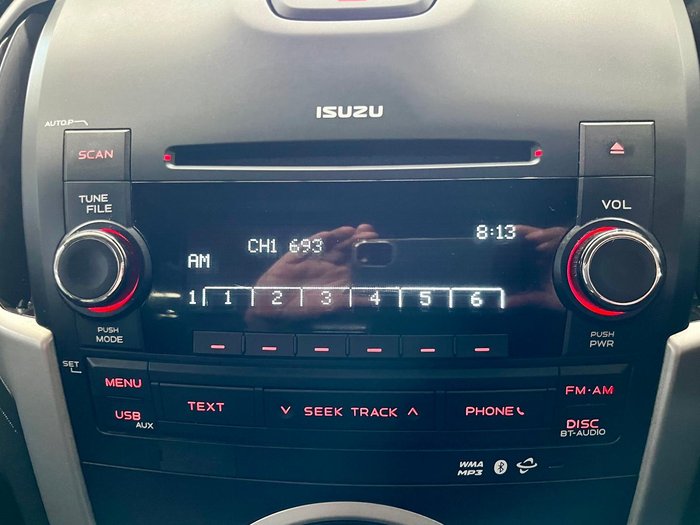 ISUZU
AUTO.P
SCAN
TUNE
FILE
VOL
CH1 693
8:13
AM
1 1 2 3 4 5 6
PUSH
MODE
PUSH
PWR
SET
MENU
FM·AM
USB
AUX
TEXT
∨ SEEK TRACK ∧
PHONE
DISC
BT-AUDIO
WMA
MP3